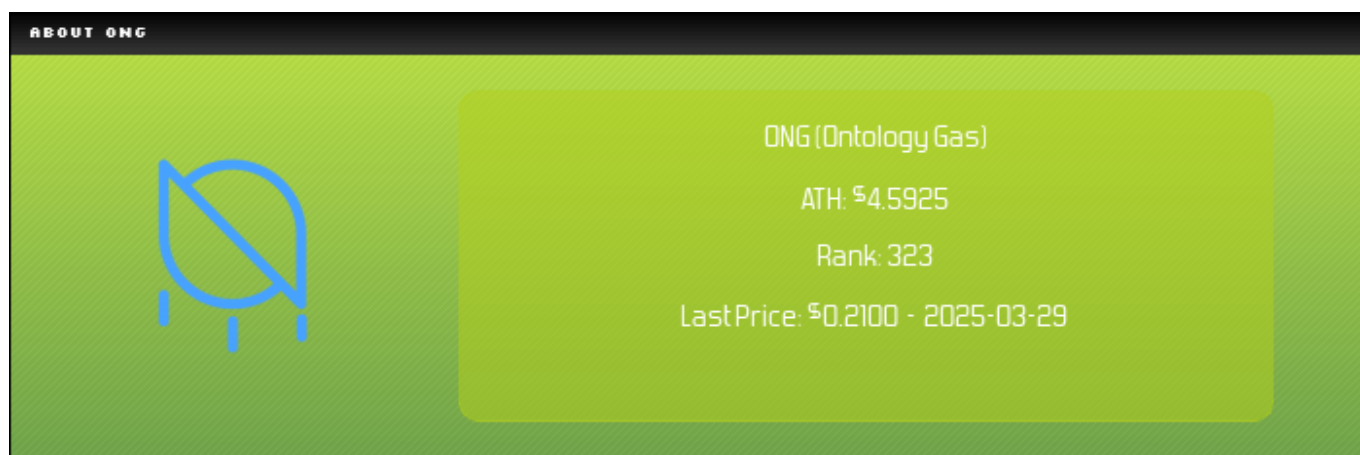 ABOUT ONG
ONG (Ontology Gas)
ATH: $4.5925
Rank: 323
Last Price: $0.2100 - 2025-03-29